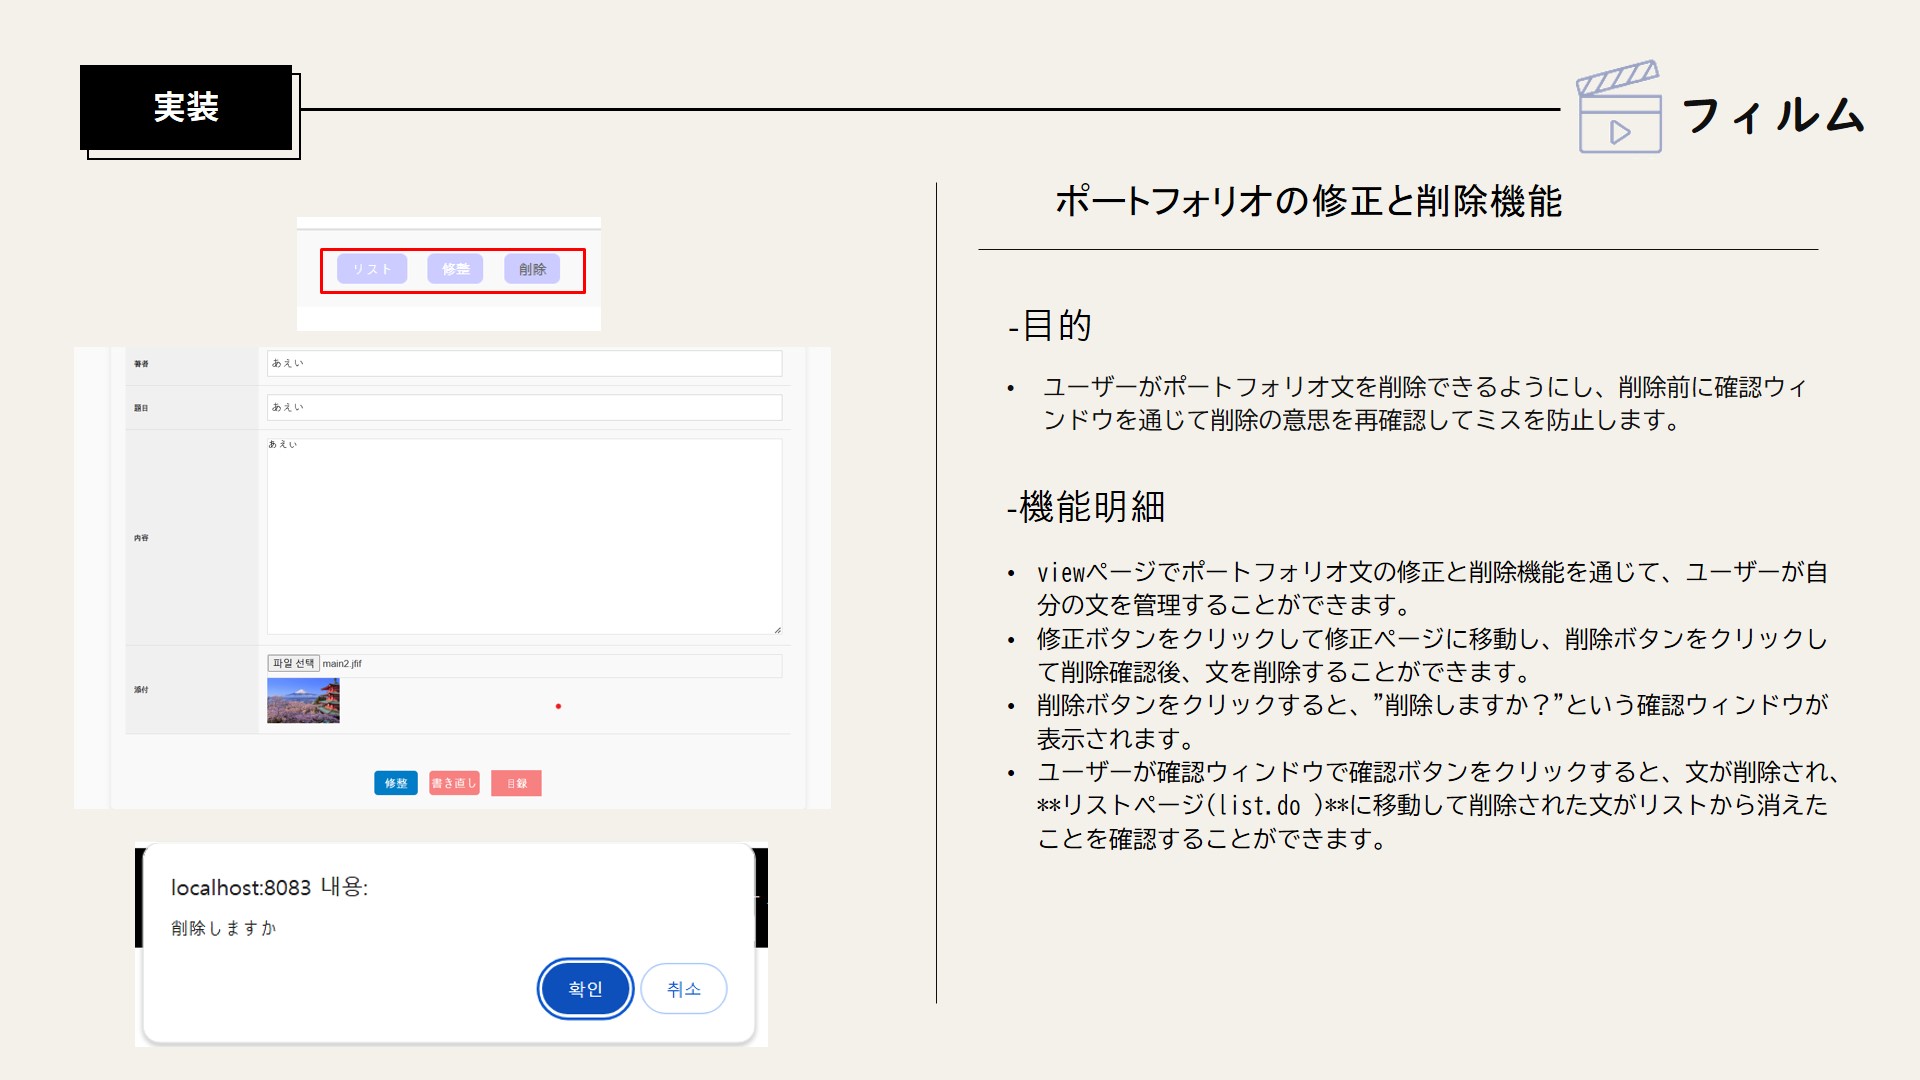 実装
フィルム
リスト 修整 削除
著者 あえい
題目 あえい
内容 あえい
添付 파일 선택 main2.jfif
修整 書き直し 目録
localhost:8083 내용:
削除しますか
확인 취소
ポートフォリオの修正と削除機能
-目的
• ユーザーがポートフォリオ文を削除できるようにし、削除前に確認ウィ
ンドウを通じて削除の意思を再確認してミスを防止します。
-機能明細
• viewページでポートフォリオ文の修正と削除機能を通じて、ユーザーが自
分の文を管理することができます。
• 修正ボタンをクリックして修正ページに移動し、削除ボタンをクリックし
て削除確認後、文を削除することができます。
• 削除ボタンをクリックすると、”削除しますか？”という確認ウィンドウが
表示されます。
• ユーザーが確認ウィンドウで確認ボタンをクリックすると、文が削除され、
**リストページ(list.do )**に移動して削除された文がリストから消えた
ことを確認することができます。